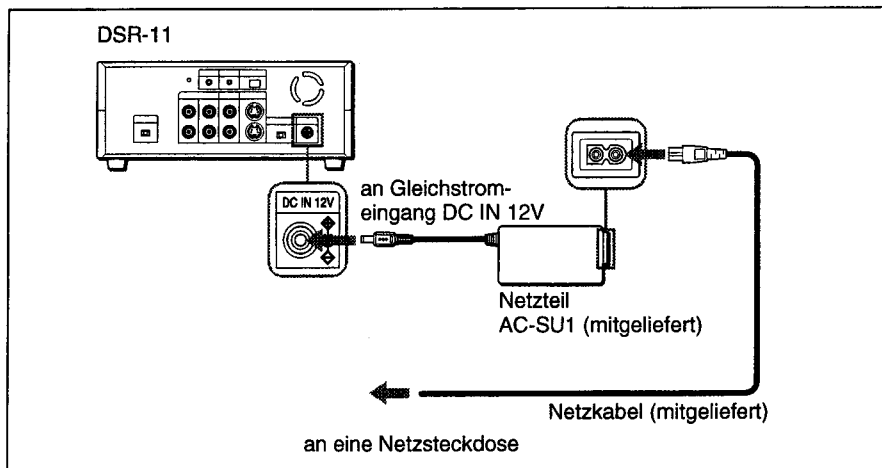 DSR-11
DC IN 12V
an Gleichstrom-
eingang DC IN 12V
Netzteil
AC-SU1 (mitgeliefert)
Netzkabel (mitgeliefert)
an eine Netzsteckdose